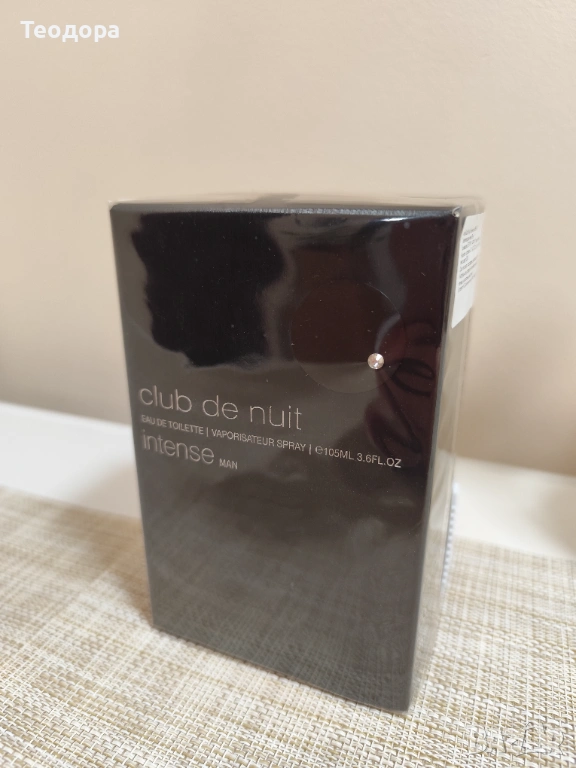 Теодора
club de nuit
EAU DE TOILETTE | VAPORISATEUR SPRAY | ℮105ML 3.6FL.OZ
intense MAN